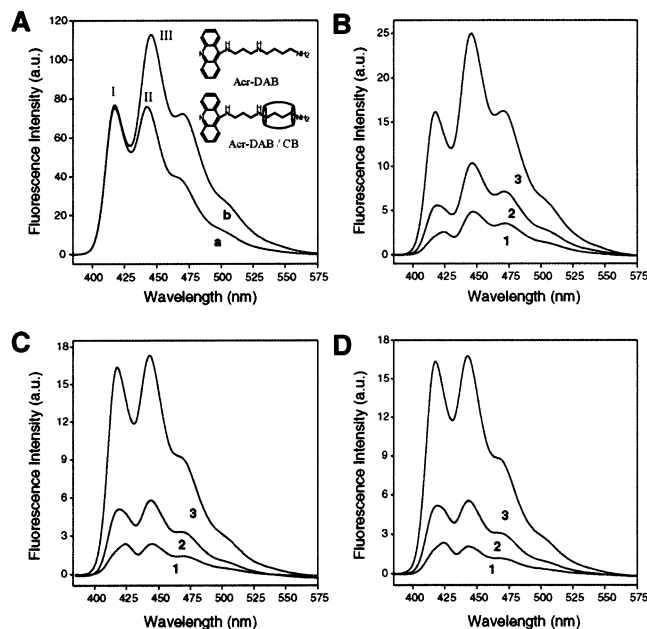 A
120
100
80
60
40
20
0
Fluorescence Intensity (a.u.)
I
II
III
N
H
H
NH2
Acr-DAB
N
H
H
NH2
Acr-DAB / CB
b
a
400 425 450 475 500 525 550 575
Wavelength (nm)
B
25
20
15
10
5
0
Fluorescence Intensity (a.u.)
3
2
1
400 425 450 475 500 525 550 575
Wavelength (nm)
C
18
15
12
9
6
3
0
Fluorescence Intensity (a.u.)
3
2
1
400 425 450 475 500 525 550 575
Wavelength (nm)
D
18
15
12
9
6
3
0
Fluorescence Intensity (a.u.)
3
2
1
400 425 450 475 500 525 550 575
Wavelength (nm)